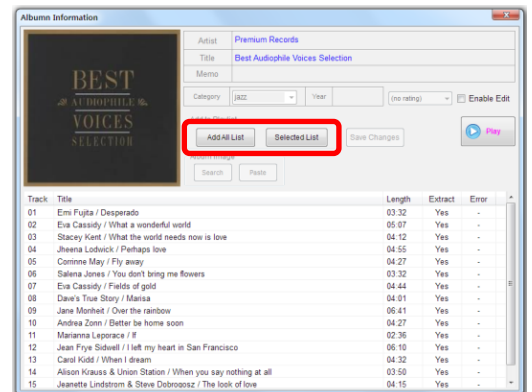 Albumn Information
BEST
AUDIOPHILE
VOICES
SELECTION
Artist Premium Records
Title Best Audiophile Voices Selection
Memo
Category jazz Year (no rating) Enable Edit
Add to Playlist
Add All List Selected List Save Changes Play
Album Image
Search Paste
Track Title Length Extract Error
01 Emi Fujita / Desperado 03:32 Yes -
02 Eva Cassidy / What a wonderful world 05:07 Yes -
03 Stacey Kent / What the world needs now is love 04:12 Yes -
04 Jheena Lodwick / Perhaps love 04:55 Yes -
05 Corinne May / Fly away 04:27 Yes -
06 Salena Jones / You don't bring me flowers 03:32 Yes -
07 Eva Cassidy / Fields of gold 04:44 Yes -
08 Dave's True Story / Marisa 04:01 Yes -
09 Jane Monheit / Over the rainbow 06:41 Yes -
10 Andrea Zonn / Better be home soon 04:27 Yes -
11 Marianna Leporace / If 02:36 Yes -
12 Jean Frye Sidwell / I left my heart in San Francisco 06:10 Yes -
13 Carol Kidd / When I dream 04:32 Yes -
14 Alison Krauss & Union Station / When you say nothing at all 03:50 Yes -
15 Jeanette Lindstrom & Steve Dobrogosz / The look of love 04:15 Yes -